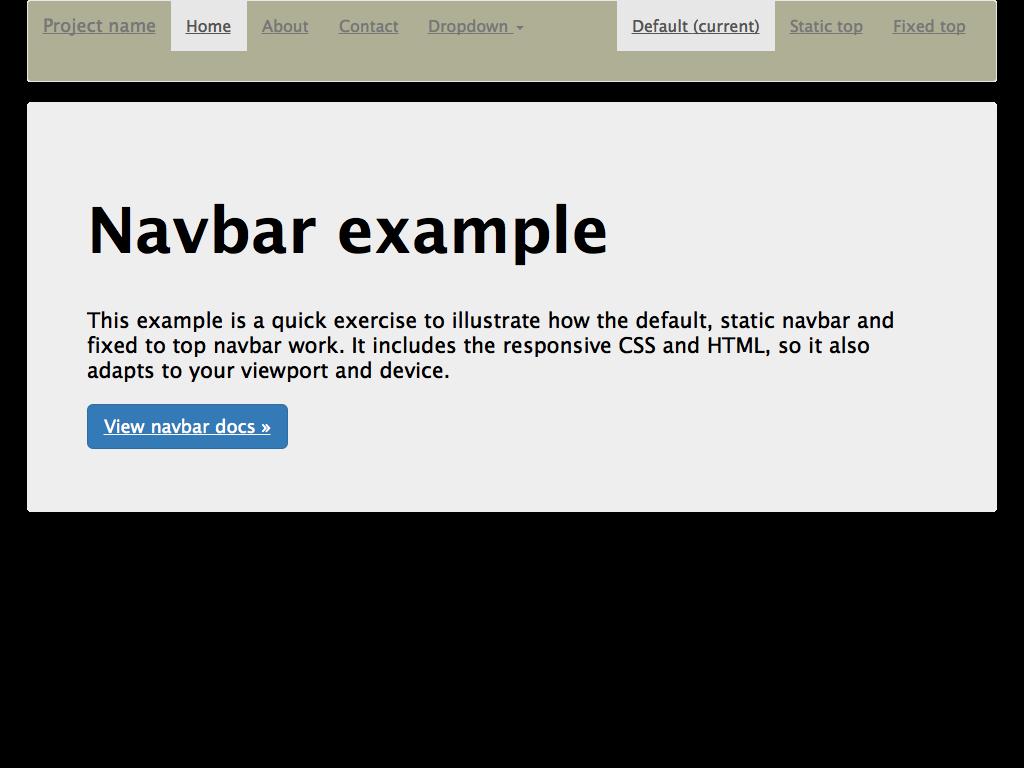 Project name Home About Contact Dropdown Default (current) Static top Fixed top
Navbar example
This example is a quick exercise to illustrate how the default, static navbar and
fixed to top navbar work. It includes the responsive CSS and HTML, so it also
adapts to your viewport and device.
View navbar docs »